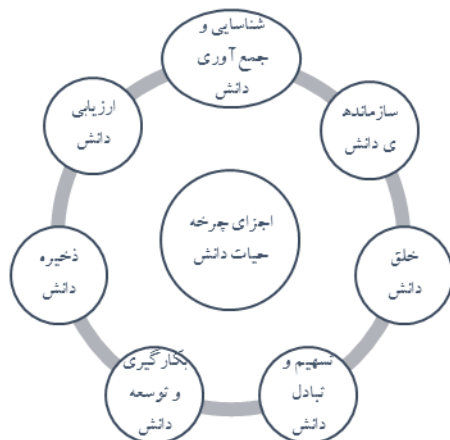 شناسایی و
جمع آوری
دانش
سازماندھ
ی دانش
خلق
دانش
تسهیم و
تبادل
دانش
بکارگیری
و توسعه
دانش
ذخیره
دانش
ارزیابی
دانش
اجزای چرخه
حیات دانش